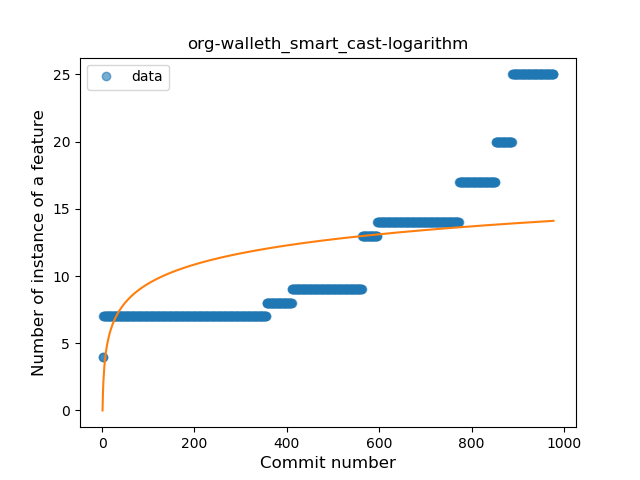 org-walleth_smart_cast-logarithm
data
Number of instance of a feature
25
20
15
10
5
0
0 200 400 600 800 1000
Commit number